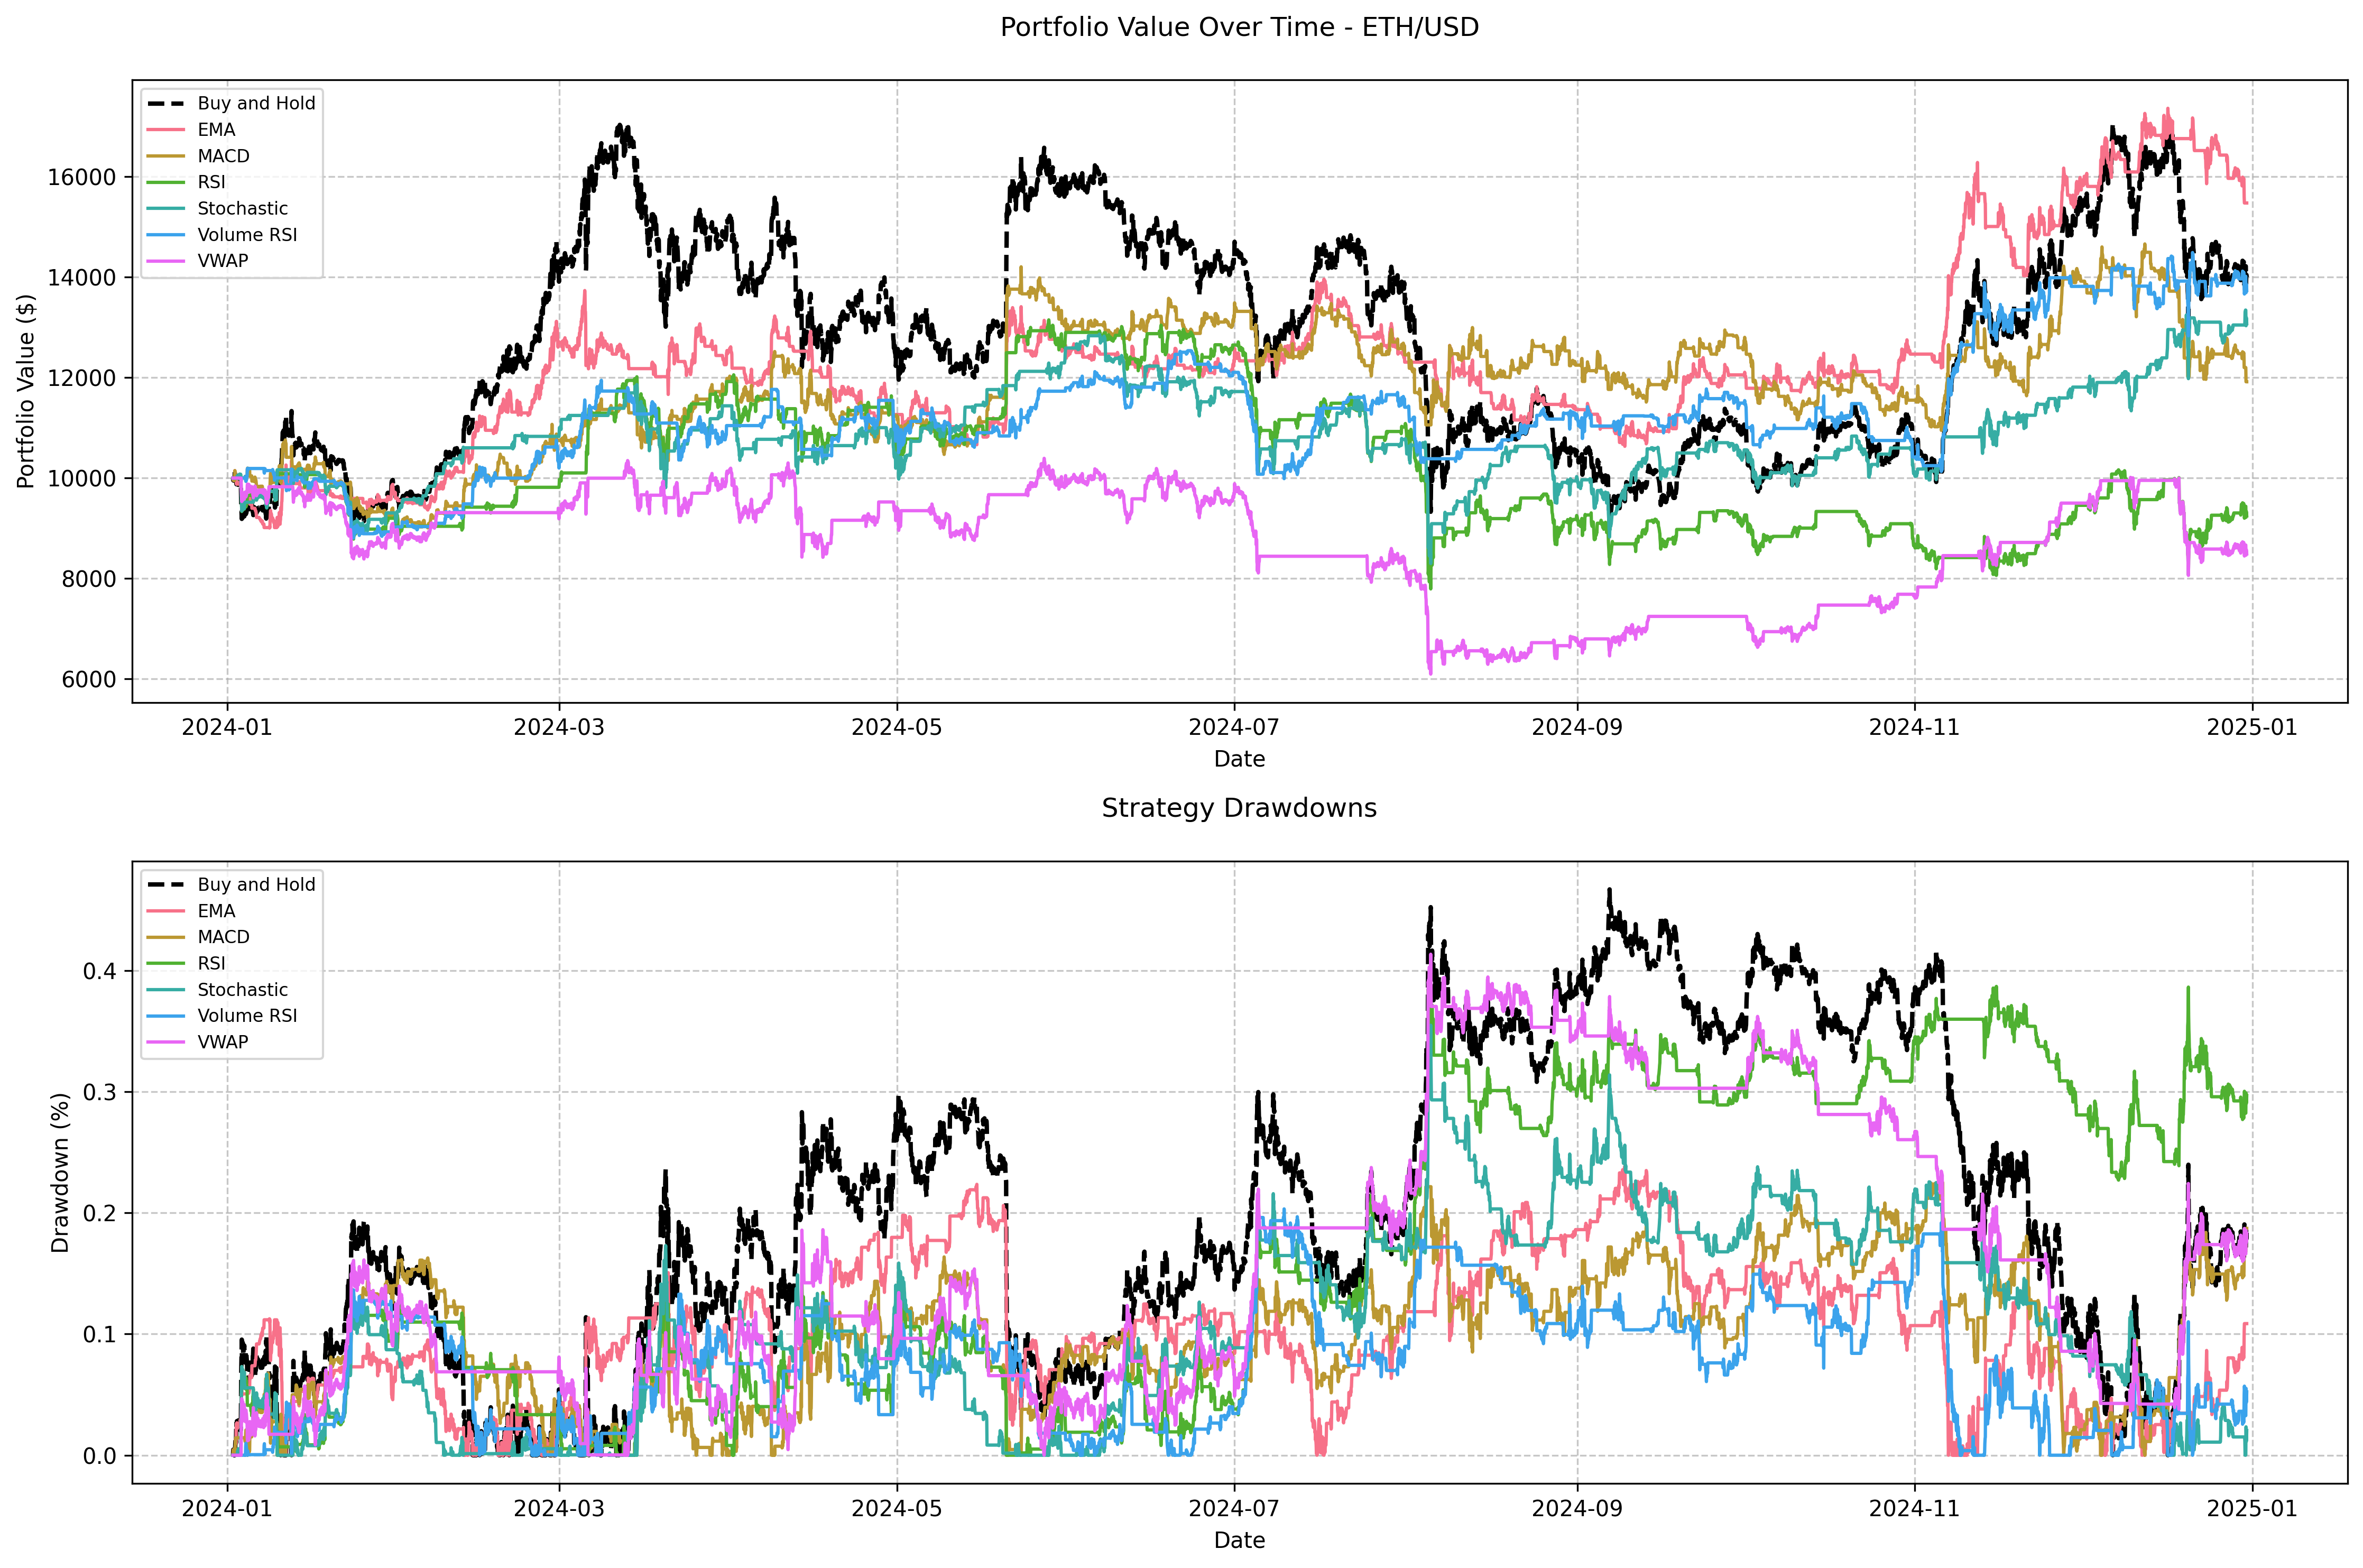 Portfolio Value Over Time - ETH/USD
Buy and Hold
EMA
MACD
RSI
Stochastic
Volume RSI
VWAP
Portfolio Value ($)
16000
14000
12000
10000
8000
6000
2024-01
2024-03
2024-05
2024-07
2024-09
2024-11
2025-01
Date
Strategy Drawdowns
Buy and Hold
EMA
MACD
RSI
Stochastic
Volume RSI
VWAP
Drawdown (%)
0.4
0.3
0.2
0.1
0.0
2024-01
2024-03
2024-05
2024-07
2024-09
2024-11
2025-01
Date